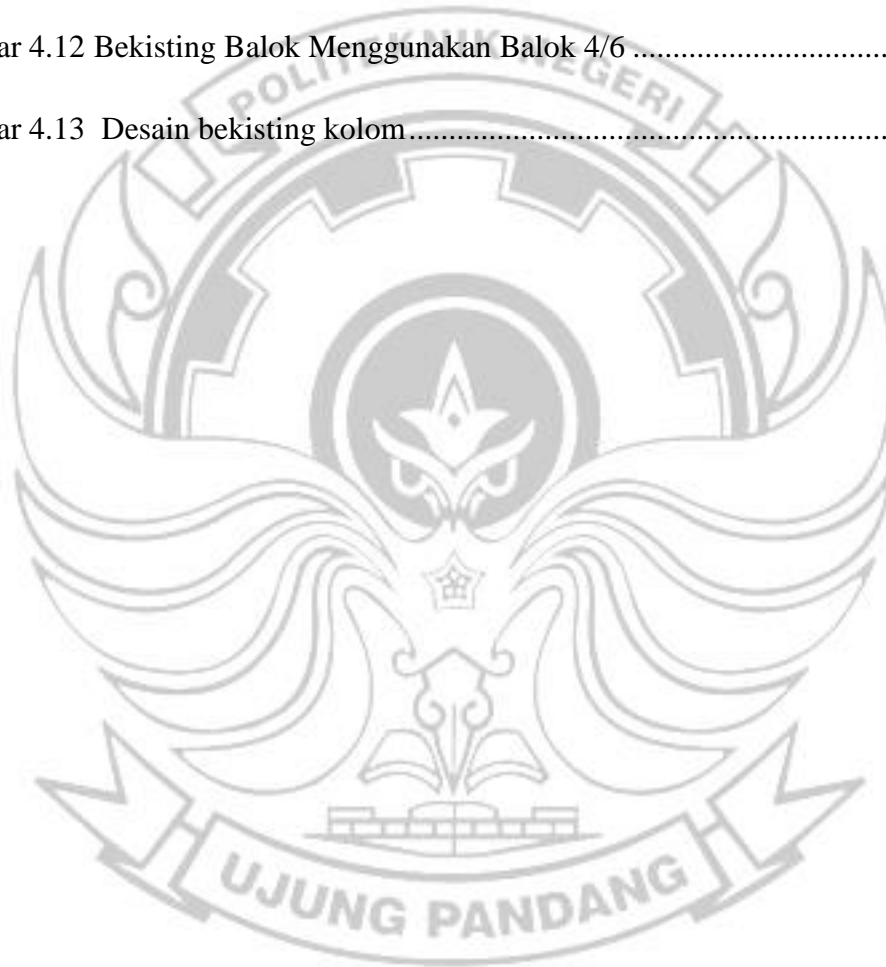 ar 4.12 Bekisting Balok Menggunakan Balok 4/6 ................................
POLITEKNIK NEGERI
ar 4.13  Desain bekisting kolom............................................................
UJUNG PANDANG